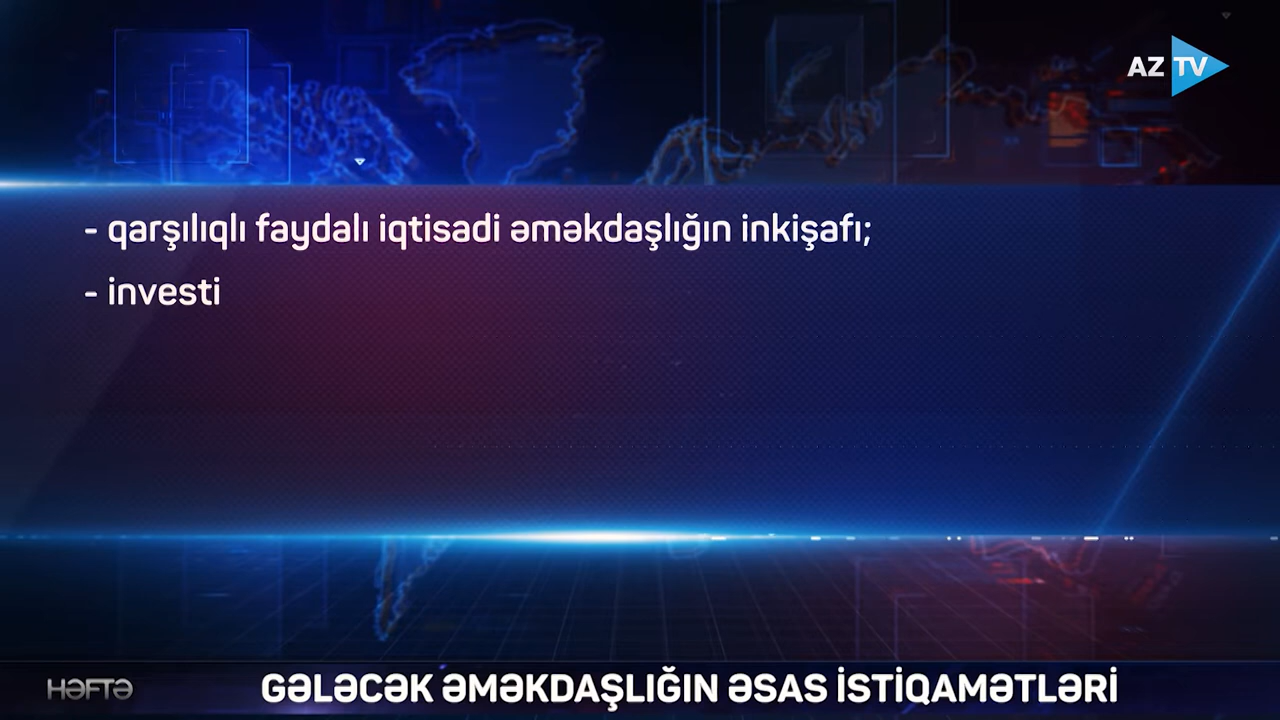 AZ TV
- qarşılıqlı faydalı iqtisadi əməkdaşlığın inkişafı;
- investi
HƏFTƏ
GƏLƏCƏK ƏMƏKDAŞLIĞIN ƏSAS İSTİQAMƏTLƏRİ